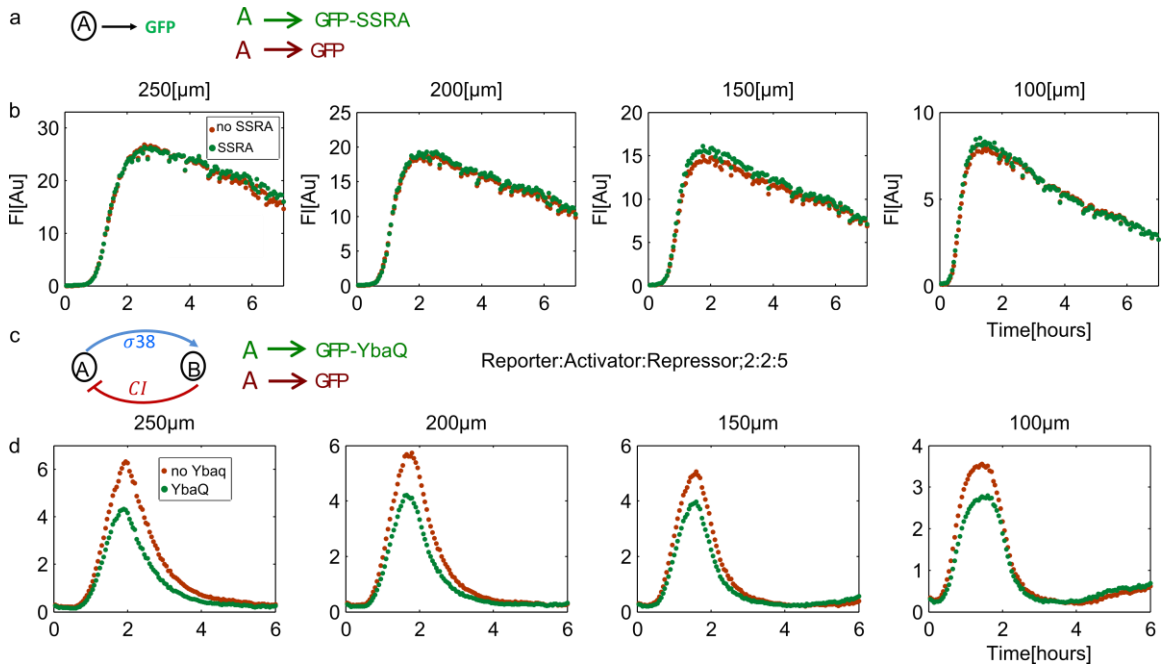 a
A → GFP
A → GFP-SSRA
A → GFP
b
250[µm]
200[µm]
150[µm]
100[µm]
no SSRA
SSRA
FI[Au]
30
20
10
0
0 2 4 6
FI[Au]
25
20
15
10
5
0
0 2 4 6
FI[Au]
20
15
10
5
0
0 2 4 6
FI[Au]
10
5
0
0 2 4 6
Time[hours]
c
σ38
A
B
CI
A → GFP-YbaQ
A → GFP
Reporter:Activator:Repressor;2:2:5
d
250µm
200µm
150µm
100µm
no Ybaq
YbaQ
6
4
2
0
0 2 4 6
6
4
2
0
0 2 4 6
6
4
2
0
0 2 4 6
4
3
2
1
0
0 2 4 6
Time[hours]